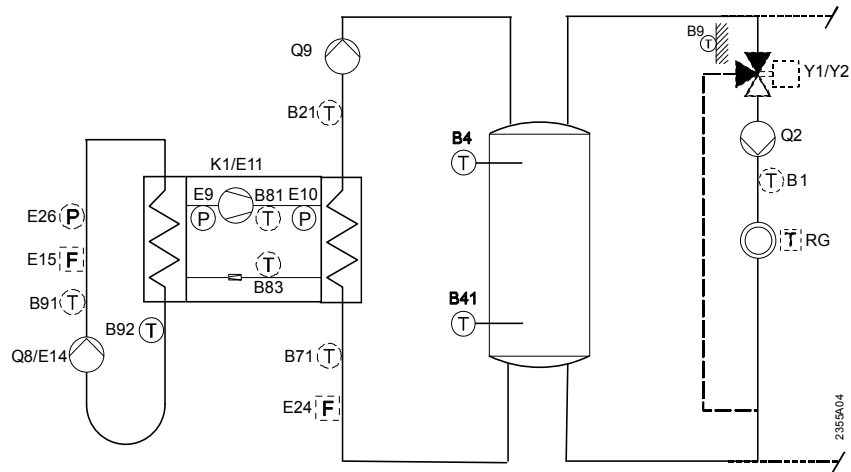 B9
T
Q9
Y1/Y2
B21 T
B4
T
Q2
K1/E11
T B1
E9
B81
E10
P
T
P
E26 P
E15 F
T RG
T
B83
B91 T
B92 T
B41
T
Q8/E14
B71 T
E24 F
2355A04